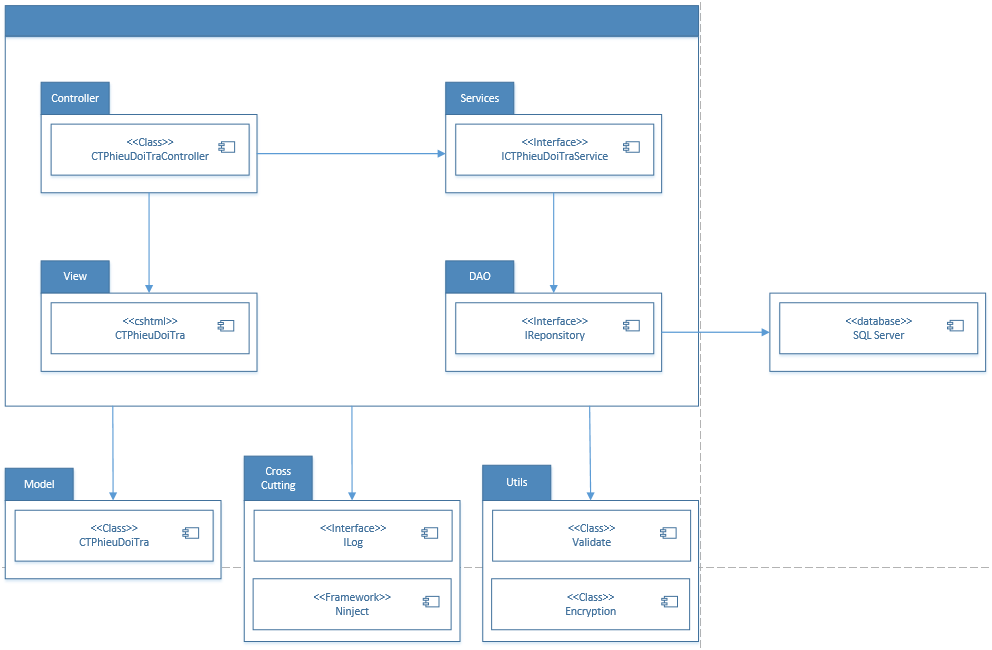 Controller
<<Class>>
CTPhieuDoiTraController
Services
<<Interface>>
ICTPhieuDoiTraService
View
<<cshtml>>
CTPhieuDoiTra
DAO
<<Interface>>
IReponsitory
<<database>>
SQL Server
Model
<<Class>>
CTPhieuDoiTra
Cross
Cutting
<<Interface>>
ILog
<<Framework>>
Ninject
Utils
<<Class>>
Validate
<<Class>>
Encryption